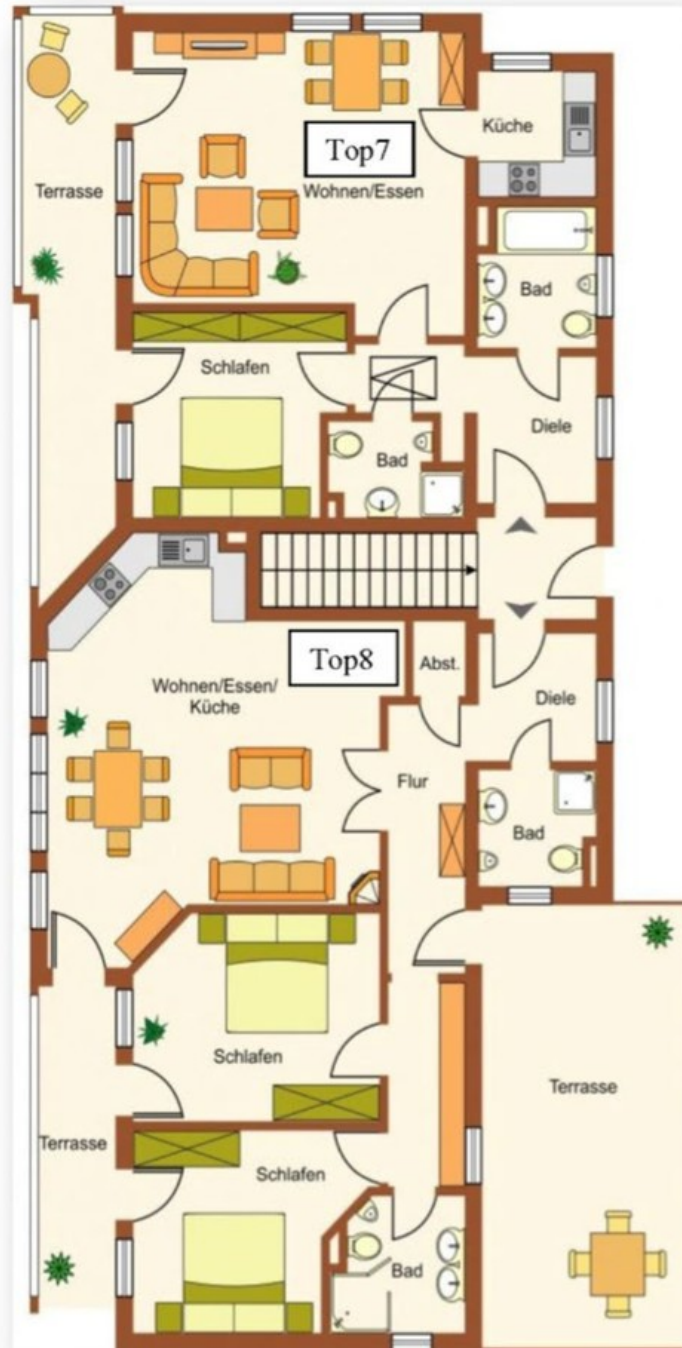 Küche
Top7
Wohnen/Essen
Terrasse
Bad
Schlafen
Diele
Bad
Top8
Abst.
Wohnen/Essen/
Küche
Diele
Flur
Bad
Schlafen
Terrasse
Terrasse
Schlafen
Bad